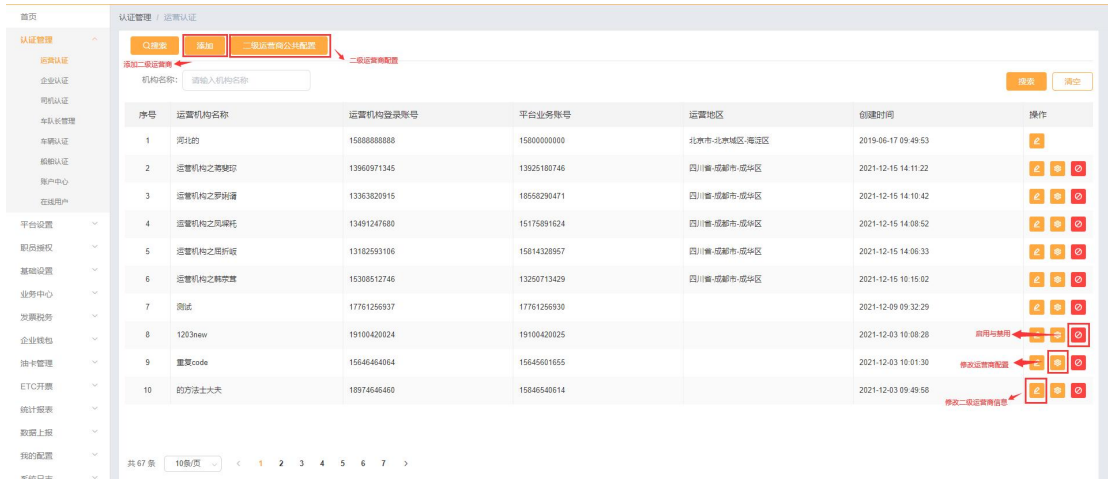 首页
认证管理
运营认证
企业认证
司机认证
车队长管理
车辆认证
船舶认证
账户中心
在线用户
平台设置
职员授权
基础设置
业务中心
发票税务
企业钱包
油卡管理
ETC开票
统计报表
数据上报
我的配置
系统日志
认证管理 / 运营认证
搜索 添加 二级运营商公共配置
添加二级运营商 二级运营商配置
机构名称: 请输入机构名称 搜索 清空
序号 运营机构名称 运营机构登录账号 平台业务账号 运营地区 创建时间 操作
1 河北的 15888888888 15800000000 北京市-北京城区-海淀区 2019-06-17 09:49:53
2 运营机构之蒋斐琮 13960971345 13925180746 四川省-成都市-成华区 2021-12-15 14:11:22
3 运营机构之罗 13363820915 18558290471 四川省-成都市-成华区 2021-12-15 14:10:42
4 运营机构之凤 13491247680 15175891624 四川省-成都市-成华区 2021-12-15 14:08:52
5 运营机构之屈折 13182593106 15814328957 四川省-成都市-成华区 2021-12-15 14:06:33
6 运营机构之韩 13308512746 13250713429 四川省-成都市-成华区 2021-12-15 10:15:02
7 测试 17761256937 17761256930 2021-12-09 09:32:29
8 1203new 19100420024 19100420025 2021-12-03 10:08:28 启用与禁用
9 重复code 15646464064 15645601655 2021-12-03 10:01:30 修改运营商配置
10 的方法士大夫 18974646460 15846540614 2021-12-03 09:49:58
修改二级运营商信息
共 67 条 10条/页 < 1 2 3 4 5 6 7 >